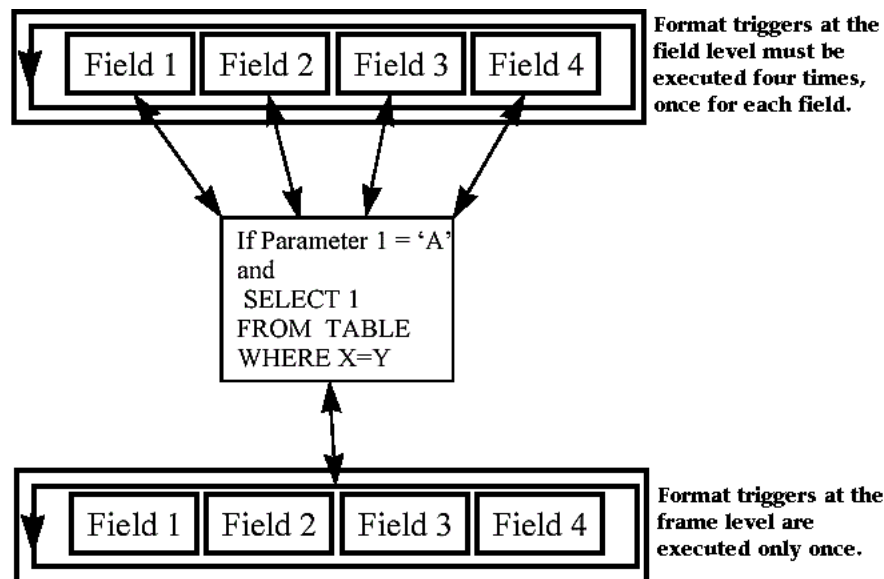 Field 1 Field 2 Field 3 Field 4
Format triggers at the
field level must be
executed four times,
once for each field.
If Parameter 1 = ‘A’
and
SELECT 1
FROM TABLE
WHERE X=Y
Field 1 Field 2 Field 3 Field 4
Format triggers at the
frame level are
executed only once.